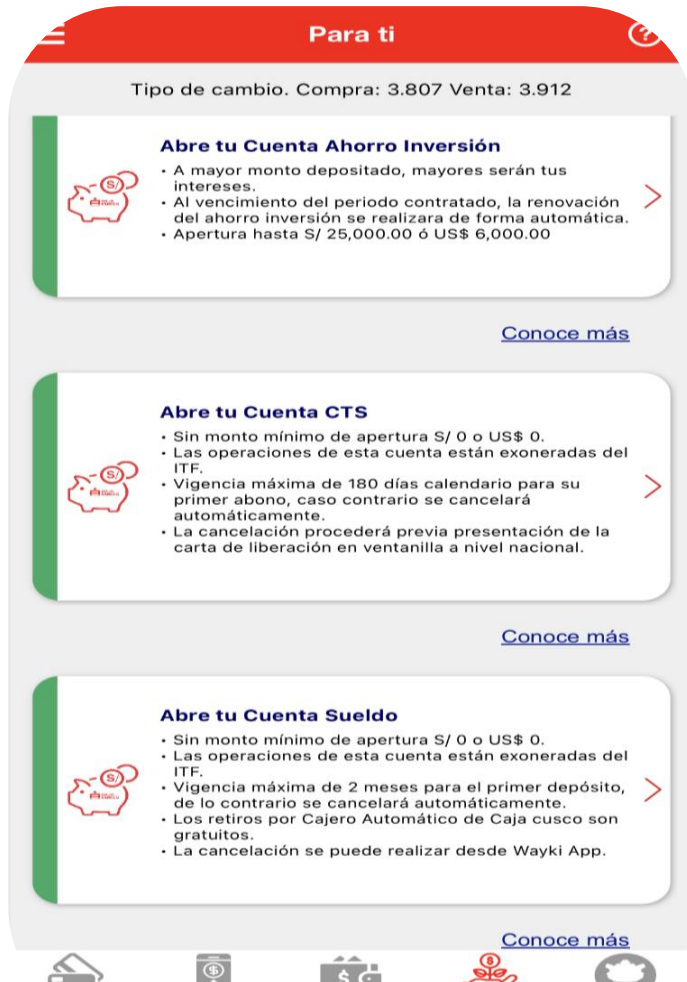 Para ti
Tipo de cambio. Compra: 3.807 Venta: 3.912
Abre tu Cuenta Ahorro Inversión
• A mayor monto depositado, mayores serán tus
intereses.
• Al vencimiento del periodo contratado, la renovación
del ahorro inversión se realizara de forma automática.
• Apertura hasta S/ 25,000.00 ó US$ 6,000.00
Conoce más
Abre tu Cuenta CTS
• Sin monto mínimo de apertura S/ 0 o US$ 0.
• Las operaciones de esta cuenta están exoneradas del
ITF.
• Vigencia máxima de 180 días calendario para su
primer abono, caso contrario se cancelará
automáticamente.
• La cancelación procederá previa presentación de la
carta de liberación en ventanilla a nivel nacional.
Conoce más
Abre tu Cuenta Sueldo
• Sin monto mínimo de apertura S/ 0 o US$ 0.
• Las operaciones de esta cuenta están exoneradas del
ITF.
• Vigencia máxima de 2 meses para el primer depósito,
de lo contrario se cancelará automáticamente.
• Los retiros por Cajero Automático de Caja cusco son
gratuitos.
• La cancelación se puede realizar desde Wayki App.
Conoce más